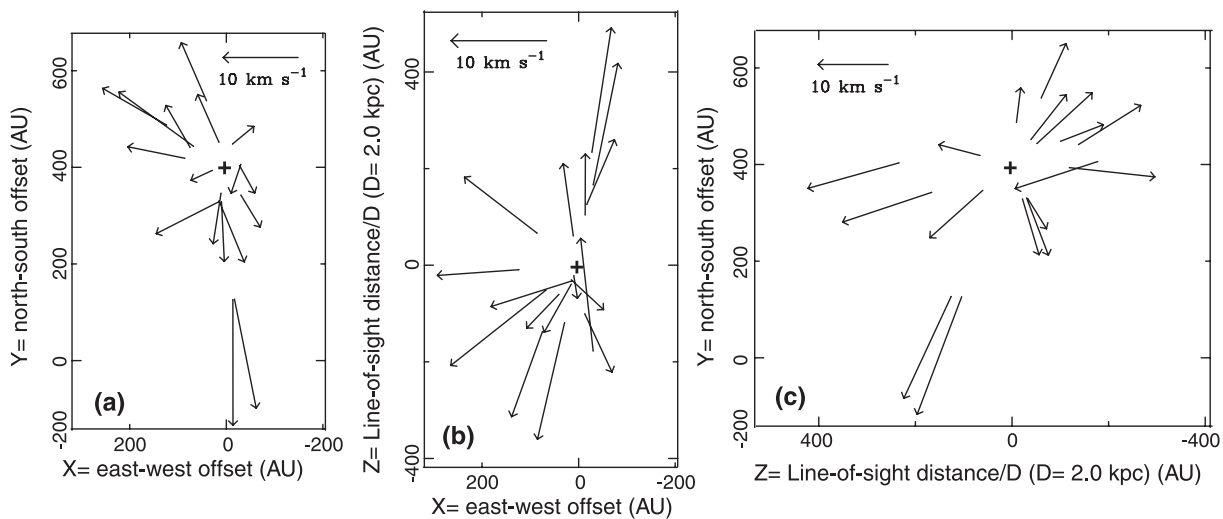 10 km s⁻¹
600
400
200
0
-200
200
0
-200
Y= north-south offset (AU)
X= east-west offset (AU)
(a)
10 km s⁻¹
400
0
-400
200
0
-200
Z= Line-of-sight distance/D (D= 2.0 kpc) (AU)
X= east-west offset (AU)
(b)
10 km s⁻¹
600
400
200
0
-200
400
0
-400
Y= north-south offset (AU)
Z= Line-of-sight distance/D (D= 2.0 kpc) (AU)
(c)